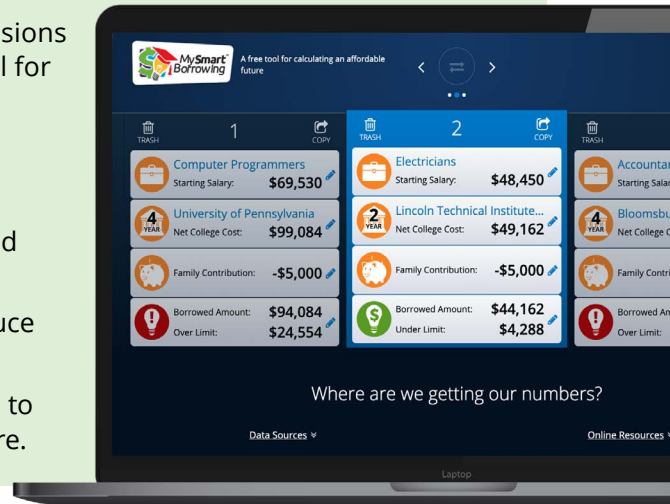 sions
l for
d
uce
to
re.
MySmart
Borrowing™
A free tool for calculating an affordable
future
TRASH
1
COPY
Computer Programmers
Starting Salary: $69,530
4
YEAR
University of Pennsylvania
Net College Cost: $99,084
Family Contribution: -$5,000
Borrowed Amount: $94,084
Over Limit: $24,554
TRASH
2
COPY
Electricians
Starting Salary: $48,450
2
YEAR
Lincoln Technical Institute...
Net College Cost: $49,162
Family Contribution: -$5,000
$
Borrowed Amount: $44,162
Under Limit: $4,288
TRASH
Accountan
Starting Salar
4
YEAR
Bloomsbu
Net College C
Family Contri
Borrowed Am
Over Limit:
Where are we getting our numbers?
Data Sources
Online Resources
Laptop